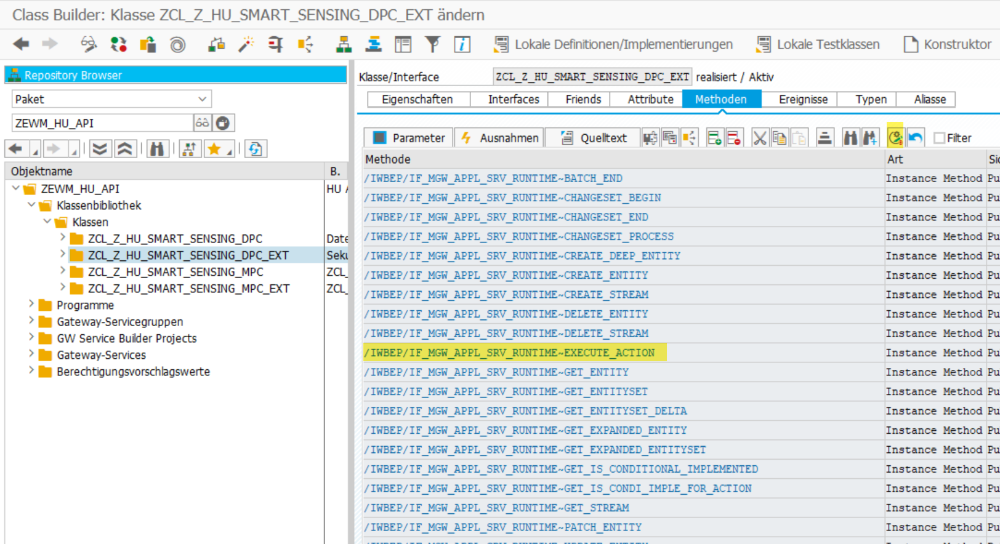 Class Builder: Klasse ZCL_Z_HU_SMART_SENSING_DPC_EXT ändern
Lokale Definitionen/Implementierungen
Lokale Testklassen
Konstruktor
Repository Browser
Paket
ZEWM_HU_API
Objektname B.
ZEWM_HU_API HU
Klassenbibliothek
Klassen
ZCL_Z_HU_SMART_SENSING_DPC Date
ZCL_Z_HU_SMART_SENSING_DPC_EXT Seku
ZCL_Z_HU_SMART_SENSING_MPC ZCL_
ZCL_Z_HU_SMART_SENSING_MPC_EXT ZCL_
Programme
Gateway-Servicegruppen
GW Service Builder Projects
Gateway-Services
Berechtigungsvorschlagswerte
Klasse/Interface ZCL_Z_HU_SMART_SENSING_DPC_EXT realisiert / Aktiv
Eigenschaften Interfaces Friends Attribute Methoden Ereignisse Typen Aliasse
Parameter Ausnahmen Quelltext Filter
Methode Art Sic
/IWBEP/IF_MGW_APPL_SRV_RUNTIME~BATCH_END Instance Method Pu
/IWBEP/IF_MGW_APPL_SRV_RUNTIME~CHANGESET_BEGIN Instance Method Pu
/IWBEP/IF_MGW_APPL_SRV_RUNTIME~CHANGESET_END Instance Method Pu
/IWBEP/IF_MGW_APPL_SRV_RUNTIME~CHANGESET_PROCESS Instance Method Pu
/IWBEP/IF_MGW_APPL_SRV_RUNTIME~CREATE_DEEP_ENTITY Instance Method Pu
/IWBEP/IF_MGW_APPL_SRV_RUNTIME~CREATE_ENTITY Instance Method Pu
/IWBEP/IF_MGW_APPL_SRV_RUNTIME~CREATE_STREAM Instance Method Pu
/IWBEP/IF_MGW_APPL_SRV_RUNTIME~DELETE_ENTITY Instance Method Pu
/IWBEP/IF_MGW_APPL_SRV_RUNTIME~DELETE_STREAM Instance Method Pu
/IWBEP/IF_MGW_APPL_SRV_RUNTIME~EXECUTE_ACTION Instance Method Pu
/IWBEP/IF_MGW_APPL_SRV_RUNTIME~GET_ENTITY Instance Method Pu
/IWBEP/IF_MGW_APPL_SRV_RUNTIME~GET_ENTITYSET Instance Method Pu
/IWBEP/IF_MGW_APPL_SRV_RUNTIME~GET_ENTITYSET_DELTA Instance Method Pu
/IWBEP/IF_MGW_APPL_SRV_RUNTIME~GET_EXPANDED_ENTITY Instance Method Pu
/IWBEP/IF_MGW_APPL_SRV_RUNTIME~GET_EXPANDED_ENTITYSET Instance Method Pu
/IWBEP/IF_MGW_APPL_SRV_RUNTIME~GET_IS_CONDITIONAL_IMPLEMENTED Instance Method Pu
/IWBEP/IF_MGW_APPL_SRV_RUNTIME~GET_IS_CONDI_IMPLE_FOR_ACTION Instance Method Pu
/IWBEP/IF_MGW_APPL_SRV_RUNTIME~GET_STREAM Instance Method Pu
/IWBEP/IF_MGW_APPL_SRV_RUNTIME~PATCH_ENTITY Instance Method Pu